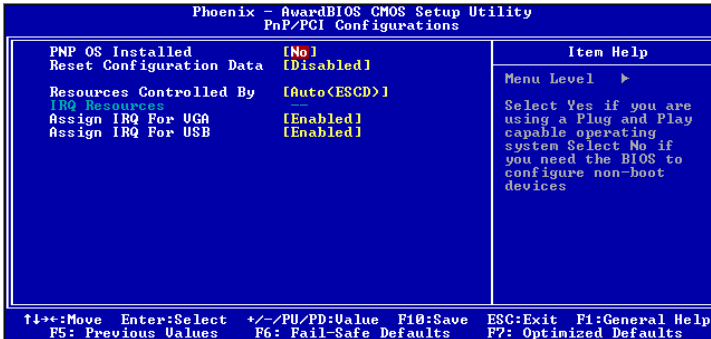 Phoenix - AwardBIOS CMOS Setup Utility
PnP/PCI Configurations
PNP OS Installed [No]
Reset Configuration Data [Disabled]
Resources Controlled By [Auto(ESCD)]
IRQ Resources --
Assign IRQ For VGA [Enabled]
Assign IRQ For USB [Enabled]
Item Help
Menu Level ►
Select Yes if you are
using a Plug and Play
capable operating
system Select No if
you need the BIOS to
configure non-boot
devices
↑↓→←:Move Enter:Select +/-/PU/PD:Value F10:Save ESC:Exit F1:General Help
F5: Previous Values F6: Fail-Safe Defaults F7: Optimized Defaults